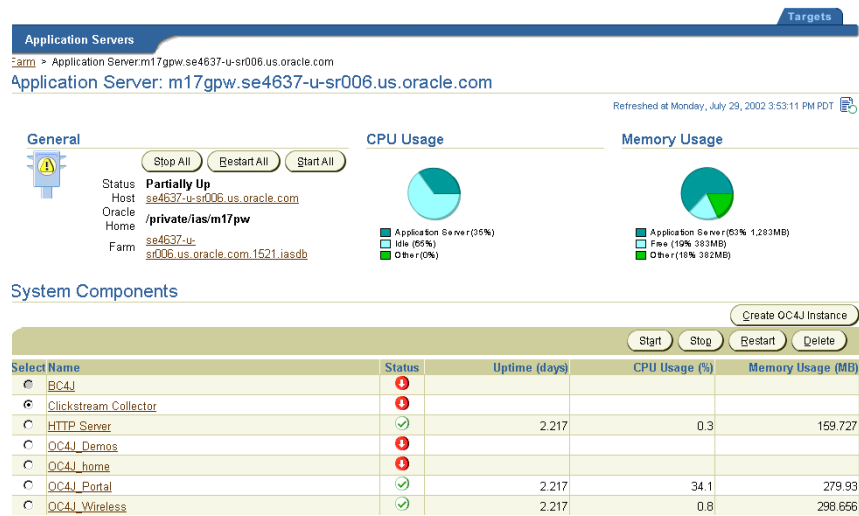 Targets
Application Servers
Farm > Application Server:m17gpw.se4637-u-sr006.us.oracle.com
Application Server: m17gpw.se4637-u-sr006.us.oracle.com
Refreshed at Monday, July 29, 2002 3:53:11 PM PDT
General
Stop All Restart All Start All
Status Partially Up
Host se4637-u-sr006.us.oracle.com
Oracle Home /private/ias/m17pw
Farm se4637-u-
sr006.us.oracle.com.1521.iasdb
CPU Usage
Application Server(35%)
Idle (65%)
Other(0%)
Memory Usage
Application Server(63% 1,283MB)
Free (19% 383MB)
Other(18% 382MB)
System Components
Create OC4J Instance
Start Stop Restart Delete
Select Name Status Uptime (days) CPU Usage (%) Memory Usage (MB)
BC4J
Clickstream Collector
HTTP Server 2.217 0.3 159.727
OC4J_Demos
OC4J_home
OC4J_Portal 2.217 34.1 279.93
OC4J_Wireless 2.217 0.8 298.656